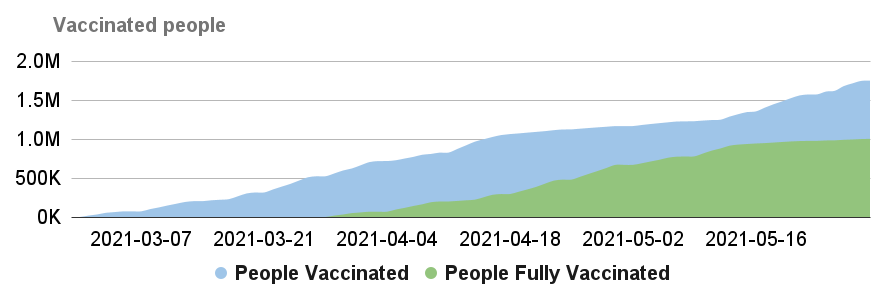 Vaccinated people
2.0M
1.5M
1.0M
500K
0K
2021-03-07 2021-03-21 2021-04-04 2021-04-18 2021-05-02 2021-05-16
People Vaccinated People Fully Vaccinated